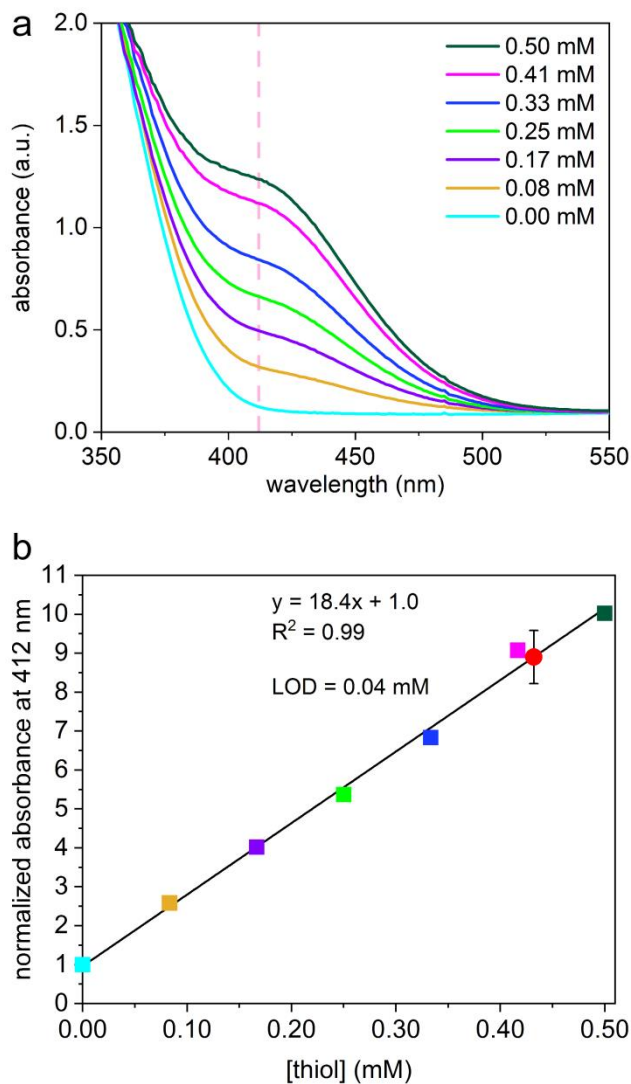 a
2.0
1.5
1.0
0.5
0.0
absorbance (a.u.)
0.50 mM
0.41 mM
0.33 mM
0.25 mM
0.17 mM
0.08 mM
0.00 mM
350 400 450 500 550
wavelength (nm)
b
11
10
9
8
7
6
5
4
3
2
1
0
normalized absorbance at 412 nm
y = 18.4x + 1.0
R² = 0.99
LOD = 0.04 mM
0.00 0.10 0.20 0.30 0.40 0.50
[thiol] (mM)